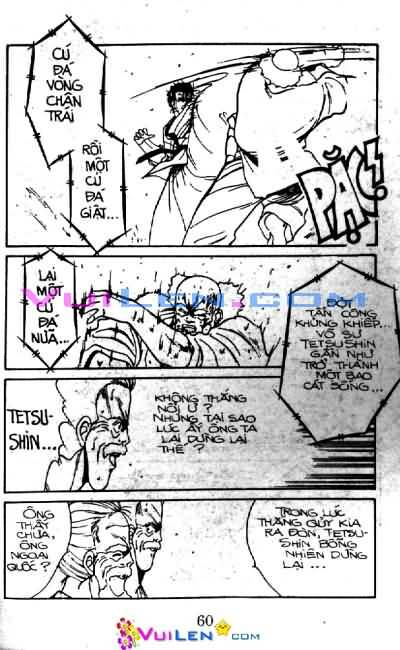 CÚ
ĐÁ
VÒNG
CHÂN
TRÁI
RỒI
MỘT
CÚ
ĐÁ
GIẬT...
PẶC!
LẠI
MỘT
CÚ
ĐÁ
NỮA...
ĐỢT
TẤN CÔNG
KHỦNG KHIẾP...
VÕ SƯ
TETSUSHIN
GẦN NHƯ
TRỞ THÀNH
MỘT BAO
CÁT SỐNG...
VuiLen.com
TETSU-
SHIN...
KHÔNG THẮNG
NỔI Ư?
NHƯNG TẠI SAO
LÚC ẤY ÔNG TA
LẠI DỪNG LẠI
THẾ?
ÔNG
THẤY
CHƯA,
ÔNG
NGOẠI
QUỐC?
TRONG LÚC
THẰNG QUỶ KIA
RA ĐÒN, TETSU-
SHIN BỖNG
NHIÊN DỪNG
LẠI...
60
VuiLen.com